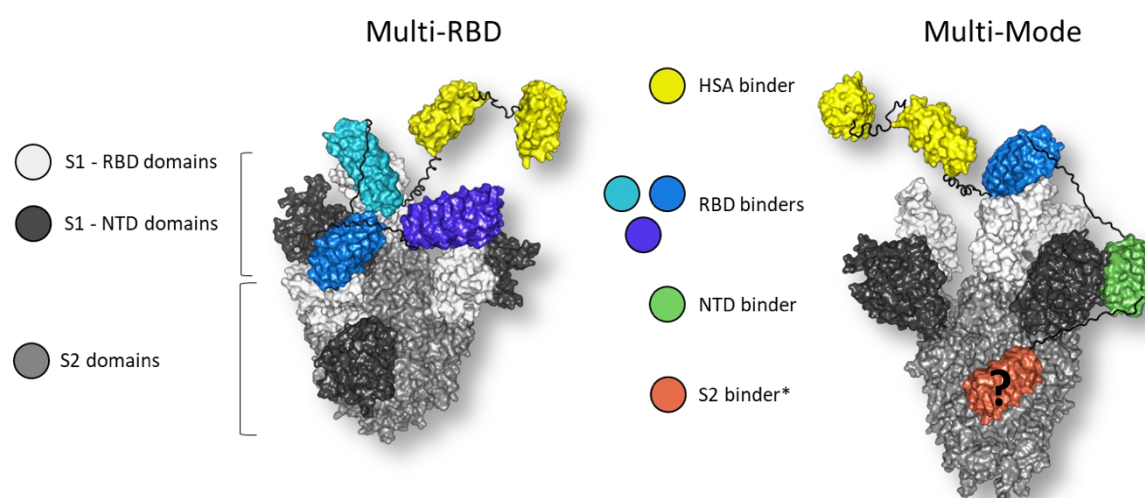 Multi-RBD
Multi-Mode
HSA binder
S1 - RBD domains
S1 - NTD domains
RBD binders
NTD binder
S2 domains
S2 binder*
?